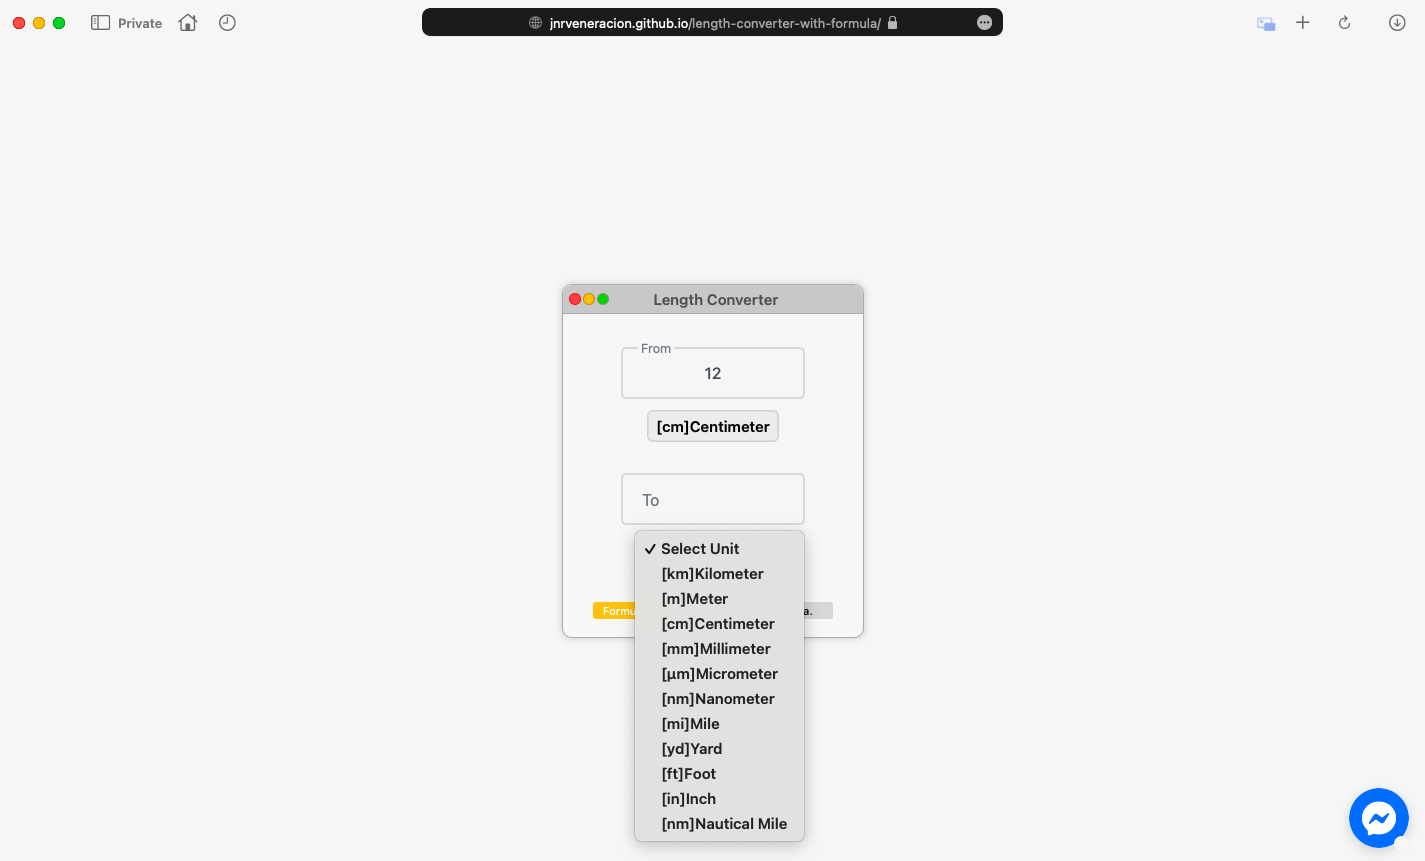 Private
jnrveneracion.github.io/length-converter-with-formula/
Length Converter
From
12
[cm]Centimeter
To
✓ Select Unit
[km]Kilometer
[m]Meter
[cm]Centimeter
Formu
a.
[mm]Millimeter
[µm]Micrometer
[nm]Nanometer
[mi]Mile
[yd]Yard
[ft]Foot
[in]Inch
[nm]Nautical Mile